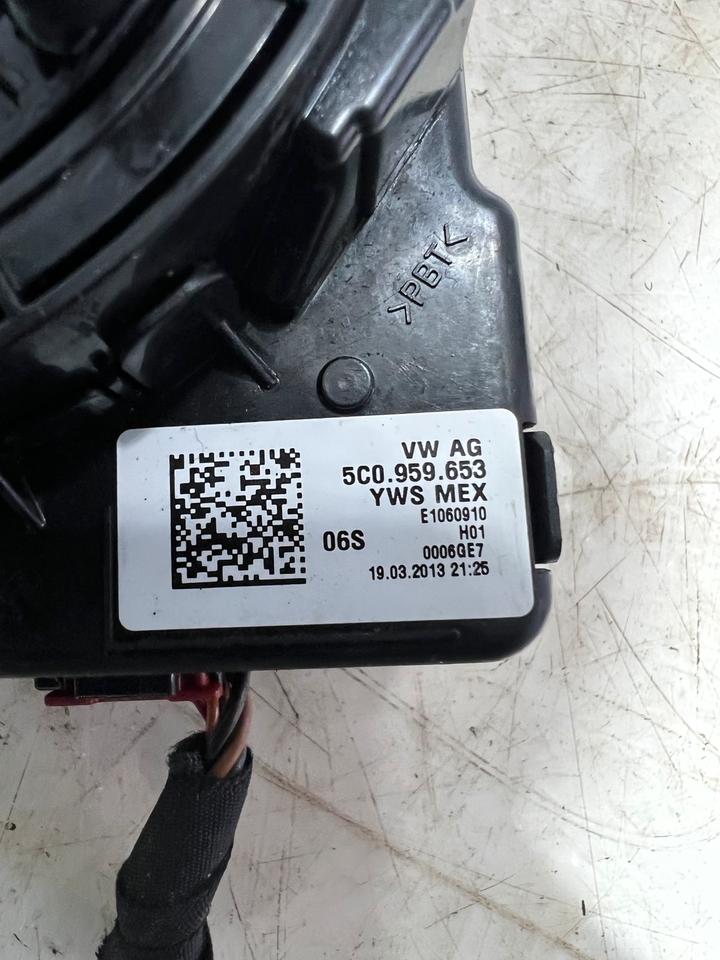 >PBT<
VW AG
5C0.959.653
YWS MEX
E1060910
06S H01
0006QE7
19.03.2013 21:25